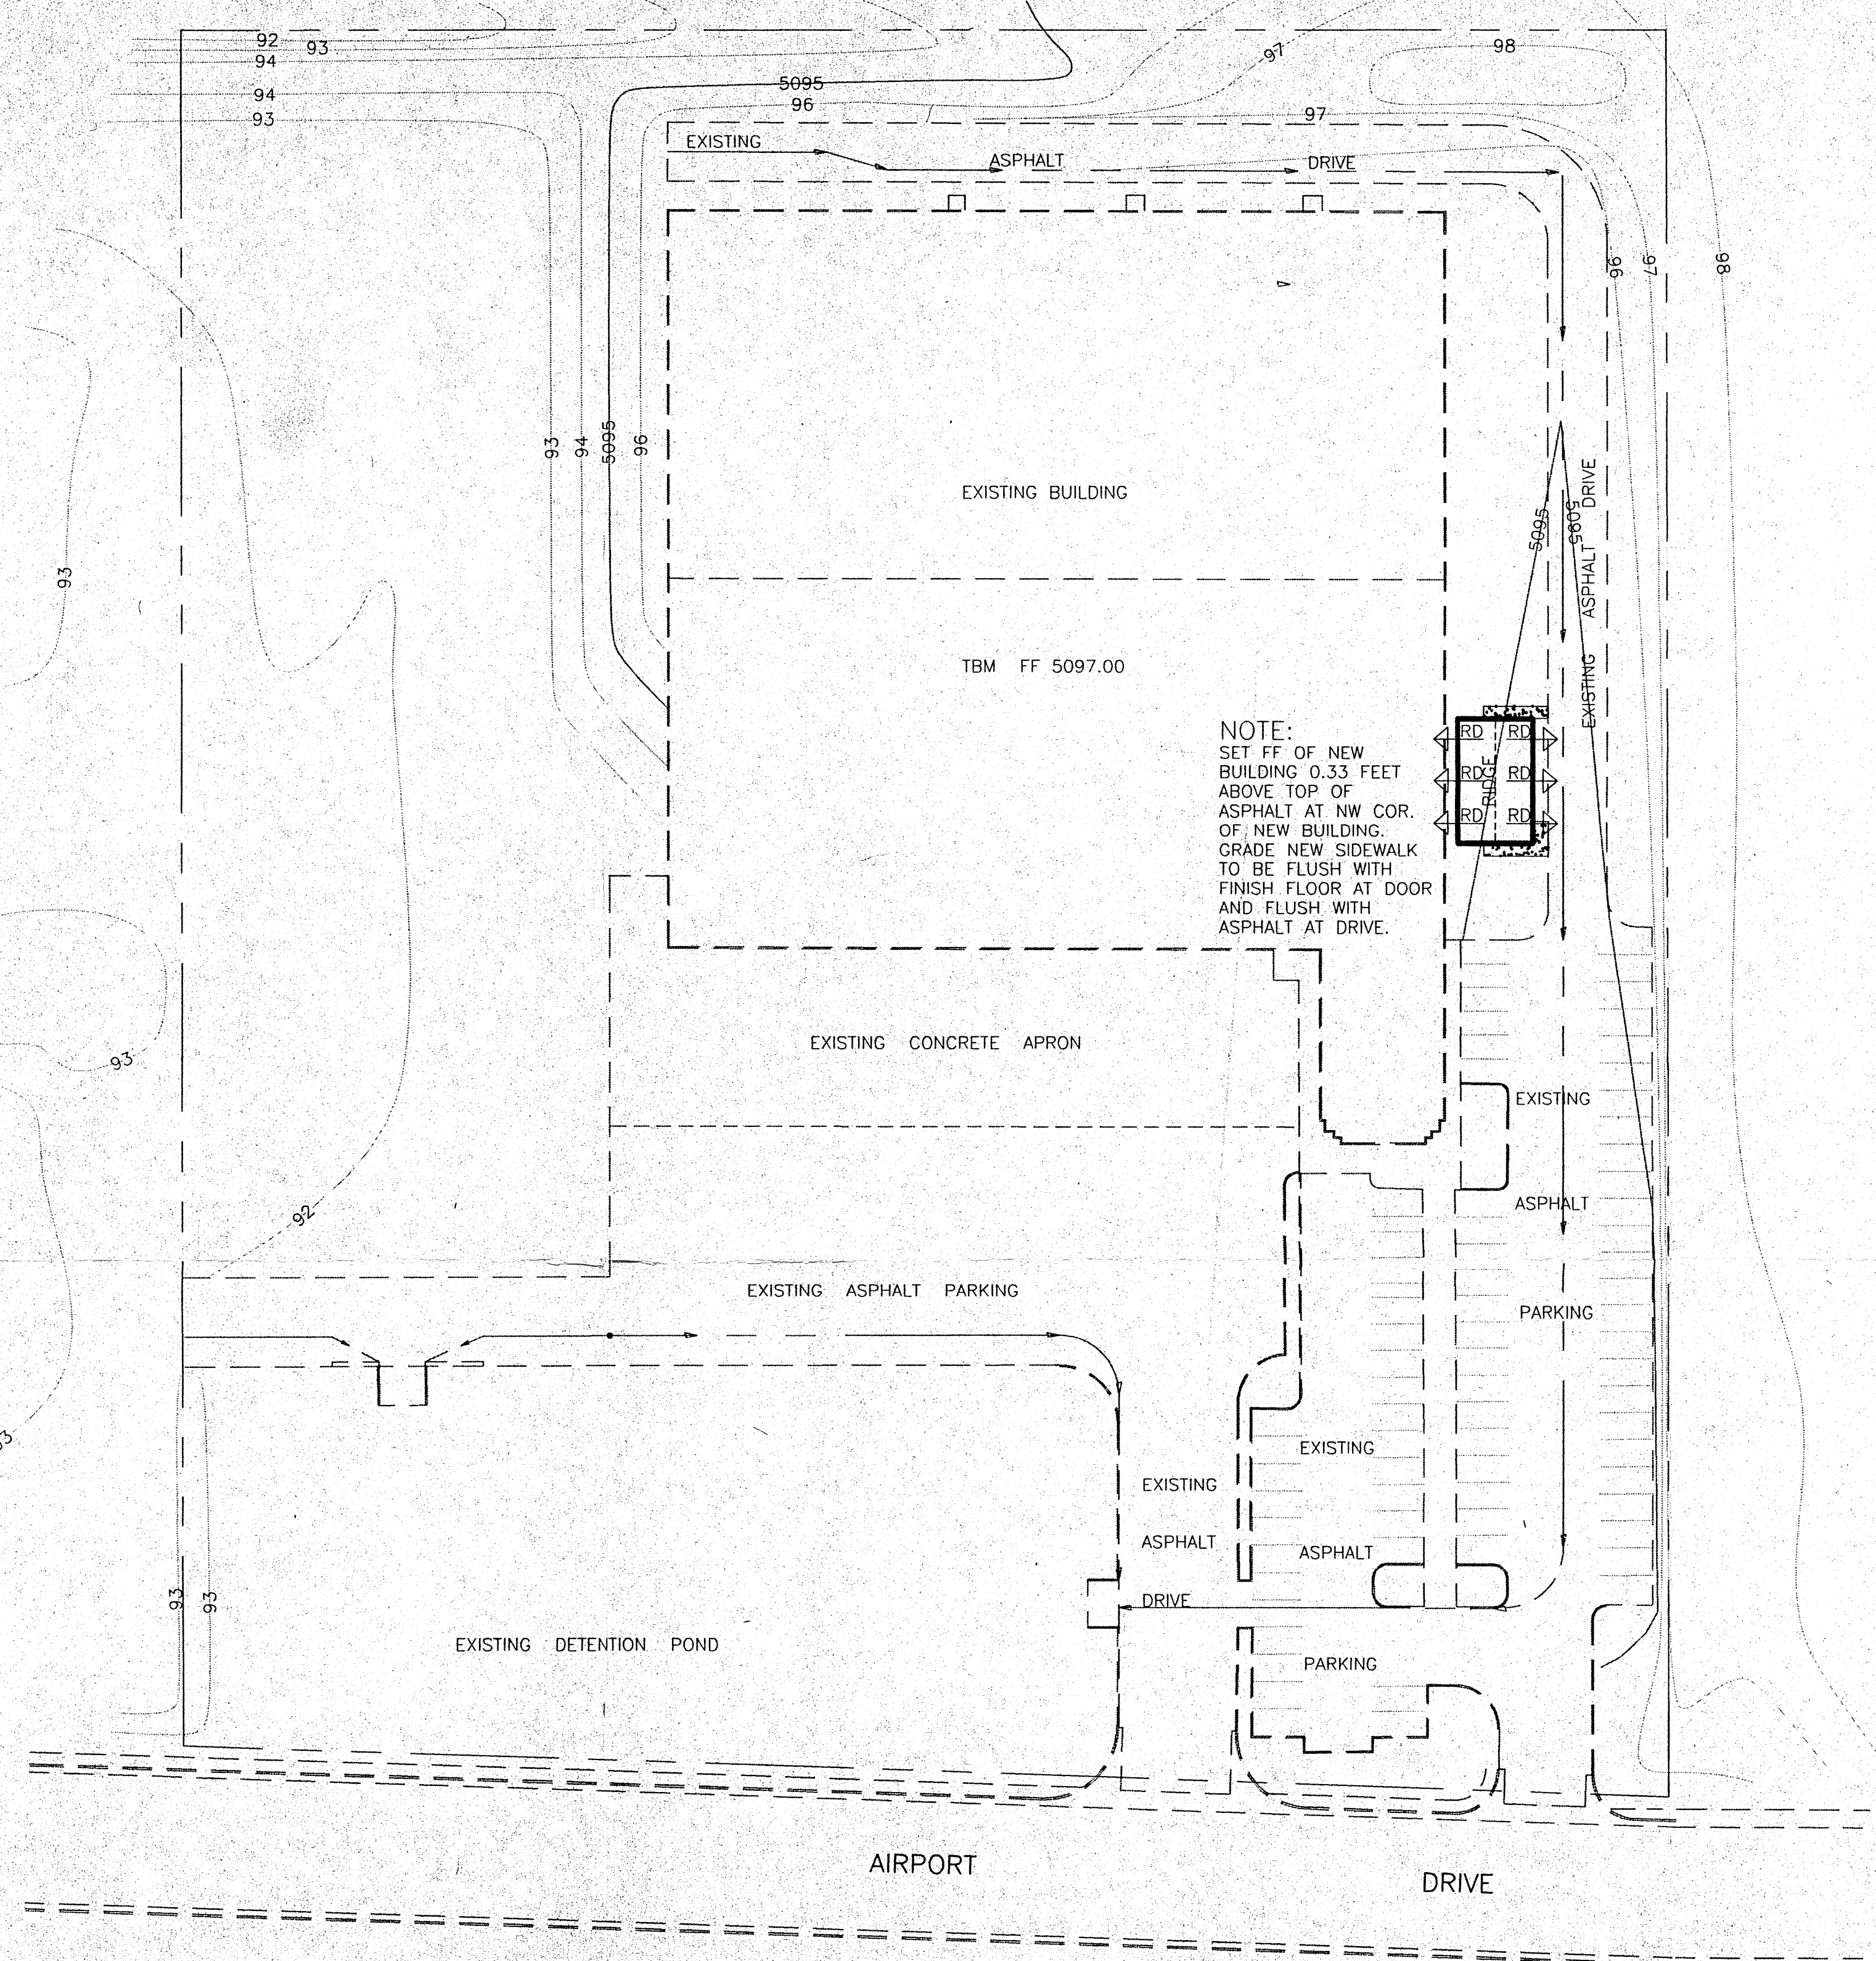 92
93
94
94
93
5095
96
97
98
97
EXISTING ASPHALT DRIVE
96
97
98
93
94
5095
96
EXISTING BUILDING
5095
5095
EXISTING ASPHALT DRIVE
93
TBM FF 5097.00
NOTE:
SET FF OF NEW
BUILDING 0.33 FEET
ABOVE TOP OF
ASPHALT AT NW COR.
OF NEW BUILDING.
GRADE NEW SIDEWALK
TO BE FLUSH WITH
FINISH FLOOR AT DOOR
AND FLUSH WITH
ASPHALT AT DRIVE.
RD RD
RD RD
RD RD
RIDGE
EXISTING CONCRETE APRON
93
EXISTING
ASPHALT
PARKING
92
EXISTING ASPHALT PARKING
93
EXISTING
ASPHALT
DRIVE
EXISTING
ASPHALT
PARKING
93
93
EXISTING DETENTION POND
AIRPORT DRIVE